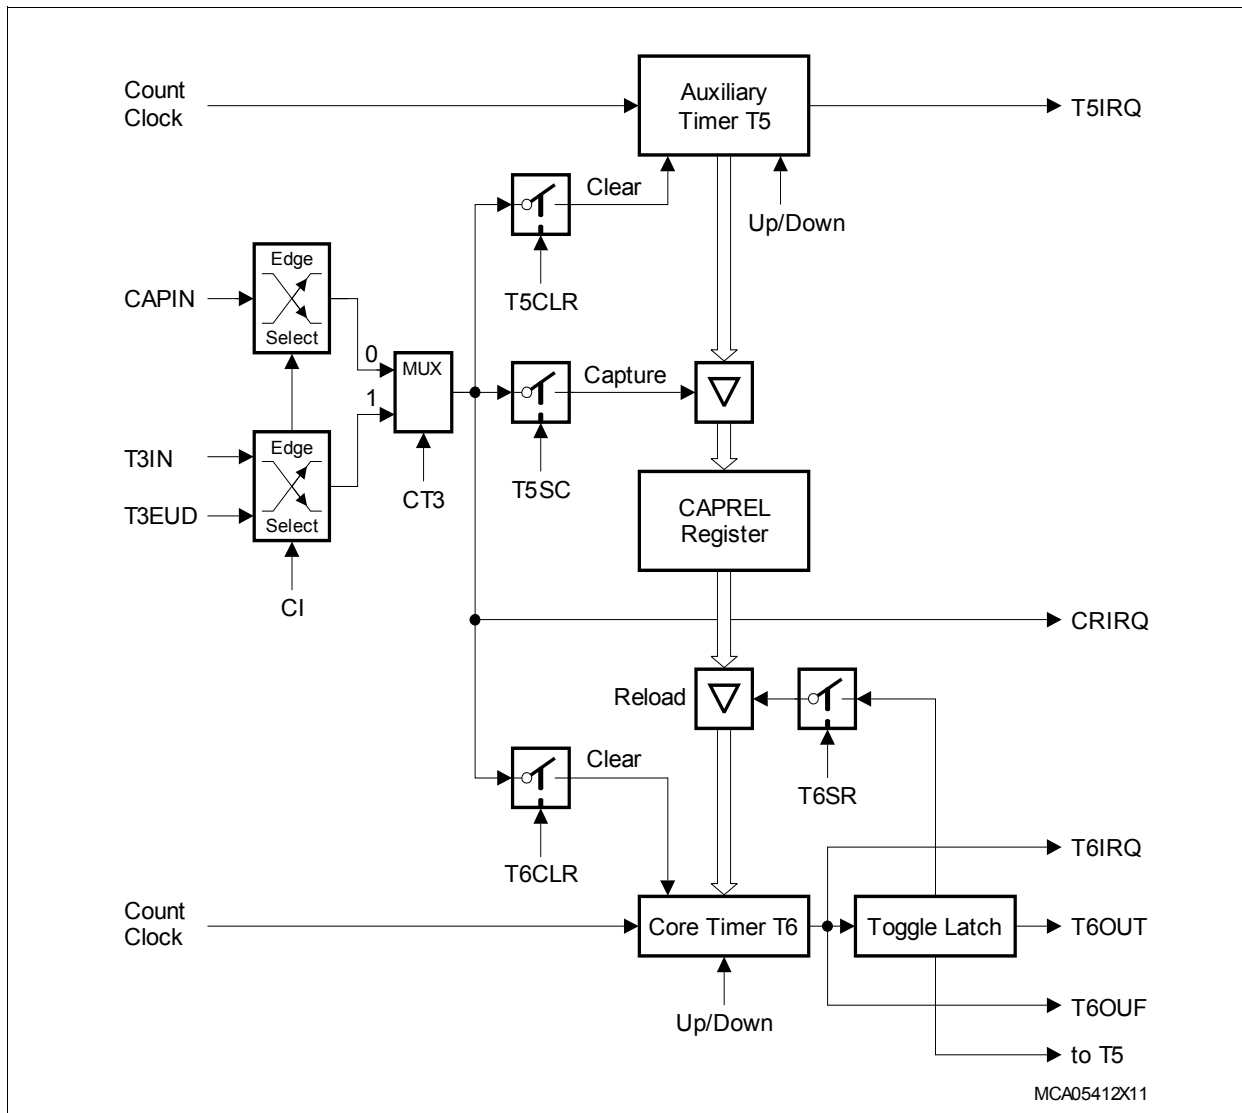 Count
Clock
Auxiliary
Timer T5
T5IRQ
Clear
Up/Down
T5CLR
Edge
Select
CAPIN
0
MUX
1
Capture
T3IN
T3EUD
Edge
Select
CT3
T5SC
CAPREL
Register
CI
CRIRQ
Reload
T6SR
Clear
T6CLR
T6IRQ
Count
Clock
Core Timer T6
Toggle Latch
T6OUT
Up/Down
T6OUF
to T5
MCA05412X11